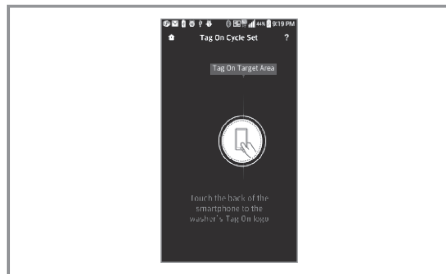 44% 9:19 PM
Tag On Cycle Set ?
Tag On Target Area
Touch the back of the
smartphone to the
washer's Tag On logo